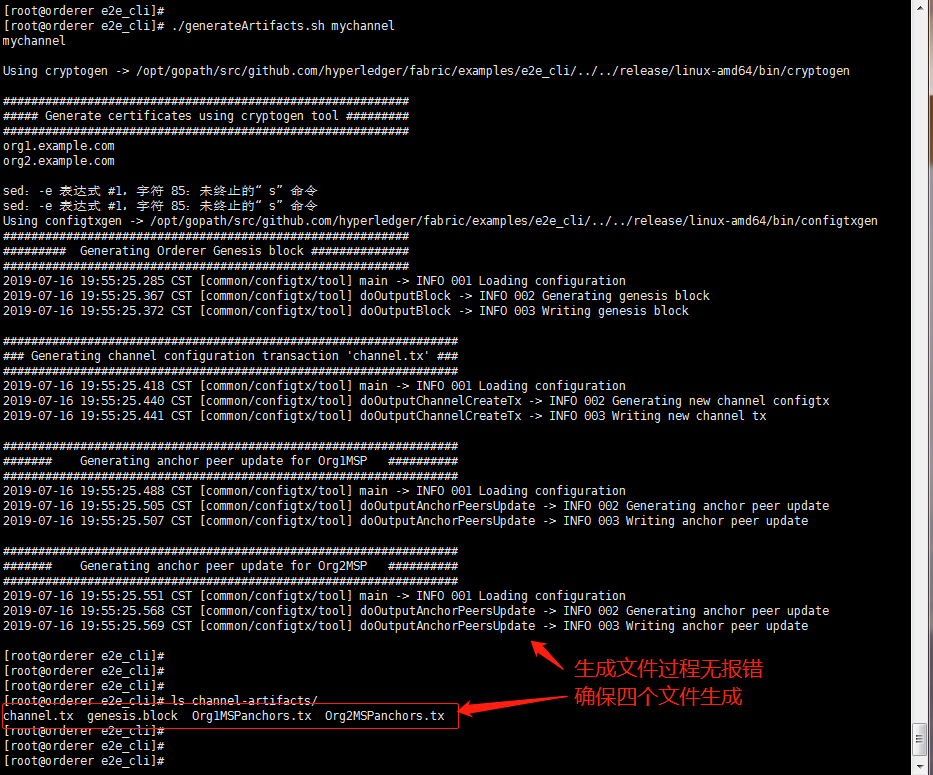 [root@orderer e2e_cli]#
[root@orderer e2e_cli]# ./generateArtifacts.sh mychannel
mychannel
Using cryptogen -> /opt/gopath/src/github.com/hyperledger/fabric/examples/e2e_cli/../../release/linux-amd64/bin/cryptogen
##########################################################
##### Generate certificates using cryptogen tool #########
##########################################################
org1.example.com
org2.example.com
sed：-e 表达式 #1，字符 85：未终止的“s”命令
sed：-e 表达式 #1，字符 85：未终止的“s”命令
Using configtxgen -> /opt/gopath/src/github.com/hyperledger/fabric/examples/e2e_cli/../../release/linux-amd64/bin/configtxgen
##########################################################
#########  Generating Orderer Genesis block ##############
##########################################################
2019-07-16 19:55:25.285 CST [common/configtx/tool] main -> INFO 001 Loading configuration
2019-07-16 19:55:25.367 CST [common/configtx/tool] doOutputBlock -> INFO 002 Generating genesis block
2019-07-16 19:55:25.372 CST [common/configtx/tool] doOutputBlock -> INFO 003 Writing genesis block
#################################################################
### Generating channel configuration transaction 'channel.tx' ###
#################################################################
2019-07-16 19:55:25.418 CST [common/configtx/tool] main -> INFO 001 Loading configuration
2019-07-16 19:55:25.440 CST [common/configtx/tool] doOutputChannelCreateTx -> INFO 002 Generating new channel configtx
2019-07-16 19:55:25.441 CST [common/configtx/tool] doOutputChannelCreateTx -> INFO 003 Writing new channel tx
#################################################################
#######    Generating anchor peer update for Org1MSP   ##########
#################################################################
2019-07-16 19:55:25.488 CST [common/configtx/tool] main -> INFO 001 Loading configuration
2019-07-16 19:55:25.505 CST [common/configtx/tool] doOutputAnchorPeersUpdate -> INFO 002 Generating anchor peer update
2019-07-16 19:55:25.507 CST [common/configtx/tool] doOutputAnchorPeersUpdate -> INFO 003 Writing anchor peer update
#################################################################
#######    Generating anchor peer update for Org2MSP   ##########
#################################################################
2019-07-16 19:55:25.551 CST [common/configtx/tool] main -> INFO 001 Loading configuration
2019-07-16 19:55:25.568 CST [common/configtx/tool] doOutputAnchorPeersUpdate -> INFO 002 Generating anchor peer update
2019-07-16 19:55:25.569 CST [common/configtx/tool] doOutputAnchorPeersUpdate -> INFO 003 Writing anchor peer update
[root@orderer e2e_cli]#
[root@orderer e2e_cli]#
[root@orderer e2e_cli]#
[root@orderer e2e_cli]# ls channel-artifacts/
channel.tx  genesis.block  Org1MSPanchors.tx  Org2MSPanchors.tx
[root@orderer e2e_cli]#
[root@orderer e2e_cli]#
[root@orderer e2e_cli]#
生成文件过程无报错
确保四个文件生成